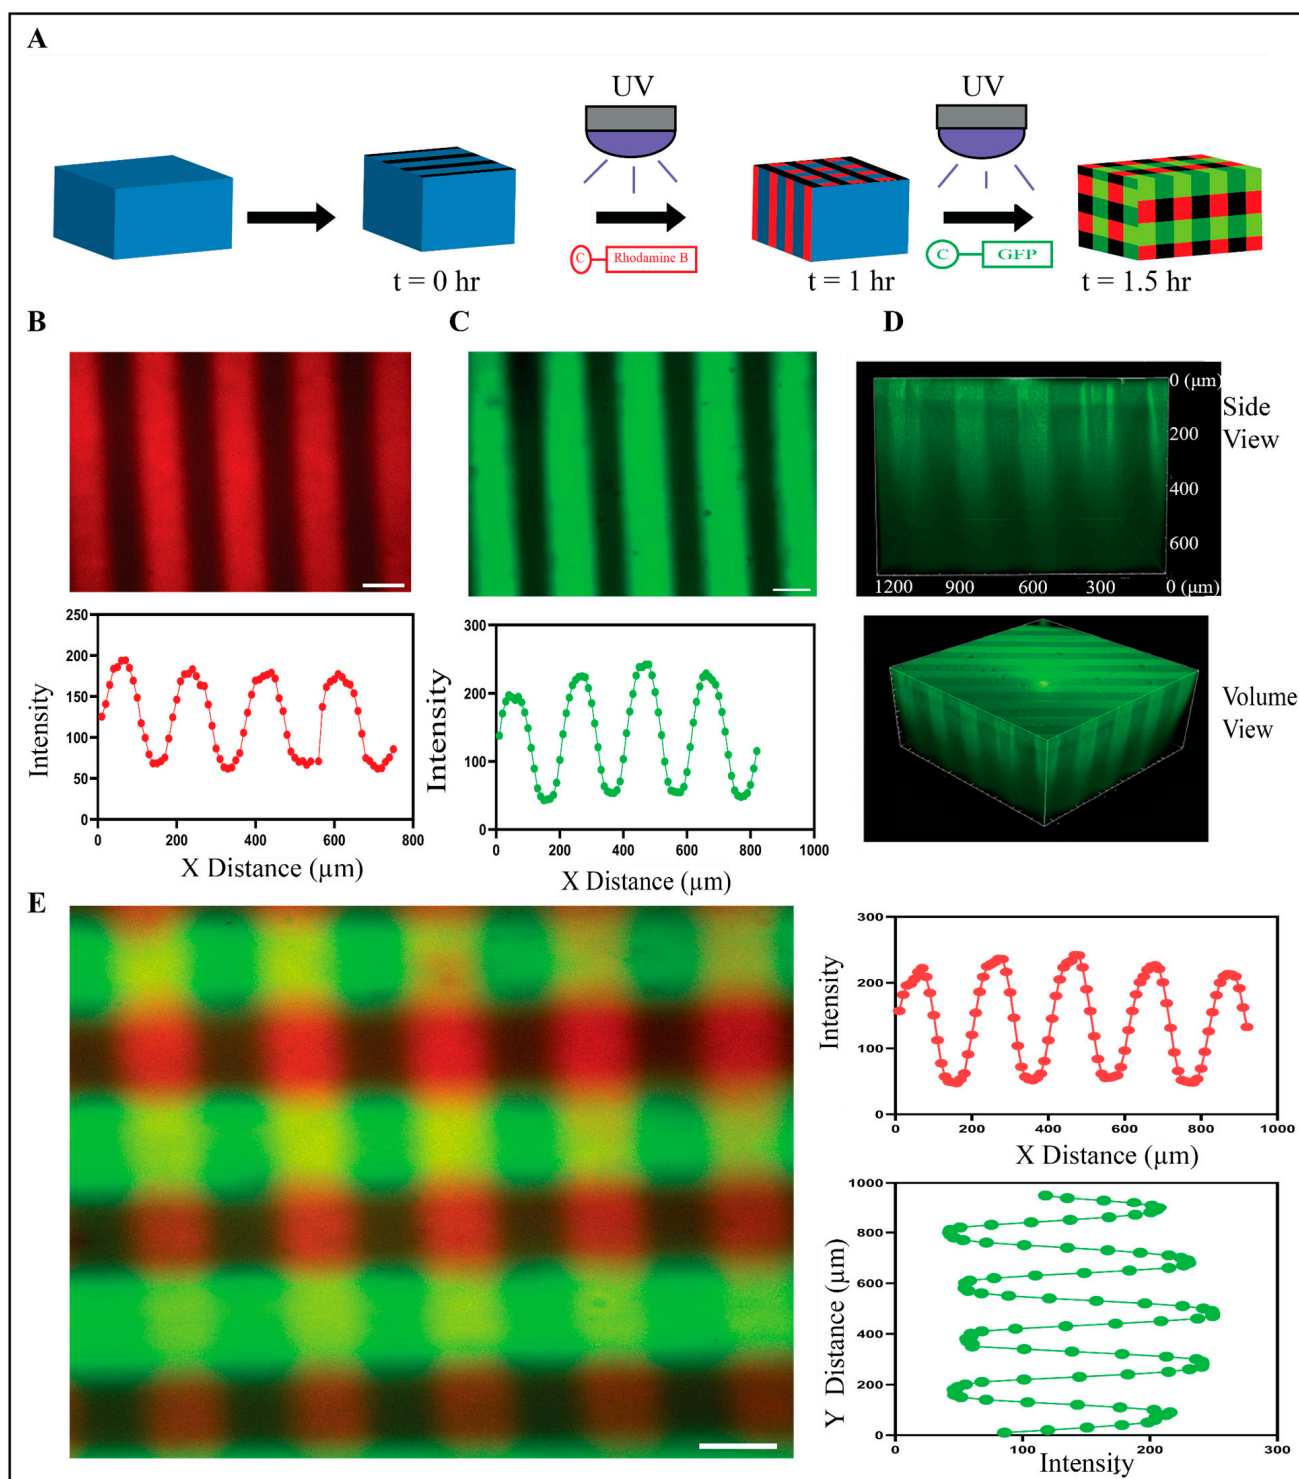 A
UV
UV
C Rhodamine B
C GFP
t = 0 hr
t = 1 hr
t = 1.5 hr
B
C
D
0 (μm)
200
400
600
1200 900 600 300 0 (μm)
Side
View
250
200
150
100
50
0
0 200 400 600 800
Intensity
X Distance (μm)
300
200
100
0
0 200 400 600 800 1000
Intensity
X Distance (μm)
Volume
View
E
300
200
100
0
0 200 400 600 800 1000
Intensity
X Distance (μm)
1000
800
600
400
200
0
0 100 200 300
Y Distance (μm)
Intensity